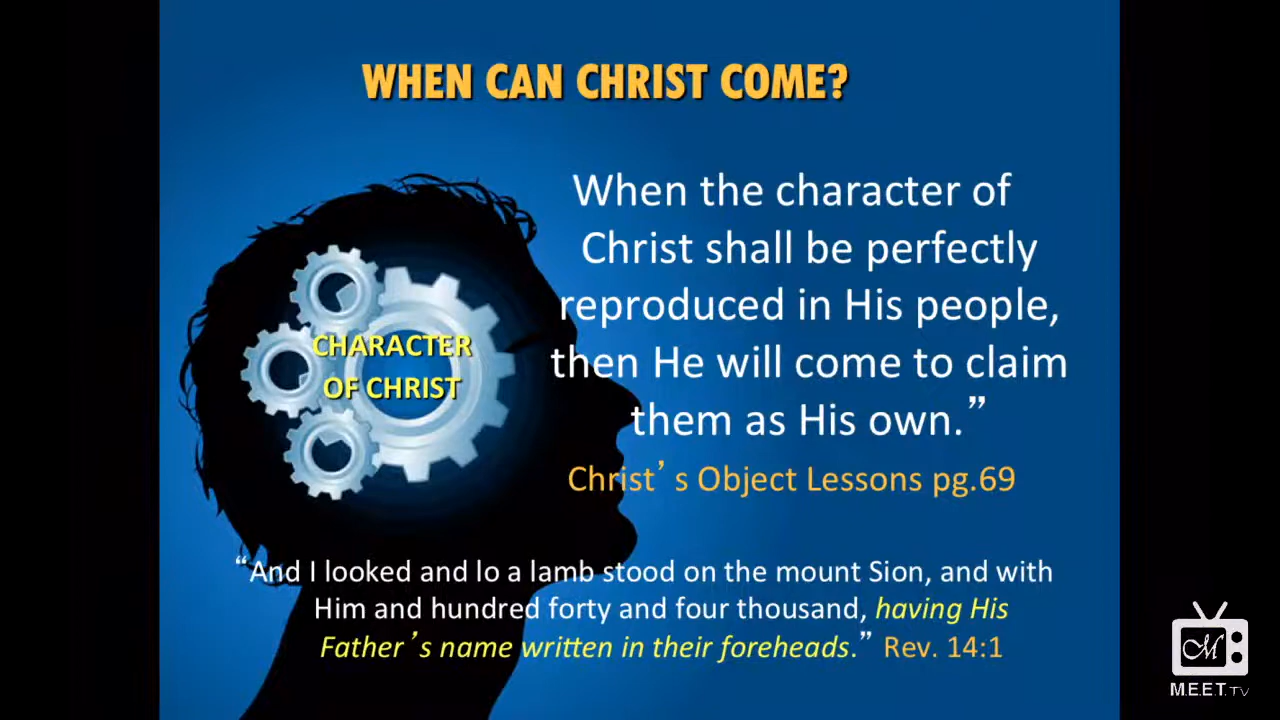 WHEN CAN CHRIST COME?
When the character of
Christ shall be perfectly
reproduced in His people,
then He will come to claim
them as His own.”
CHARACTER
OF CHRIST
Christ’s Object Lessons pg.69
“And I looked and lo a lamb stood on the mount Sion, and with
Him and hundred forty and four thousand, having His
Father’s name written in their foreheads.” Rev. 14:1
M
M.E.E.T.TV